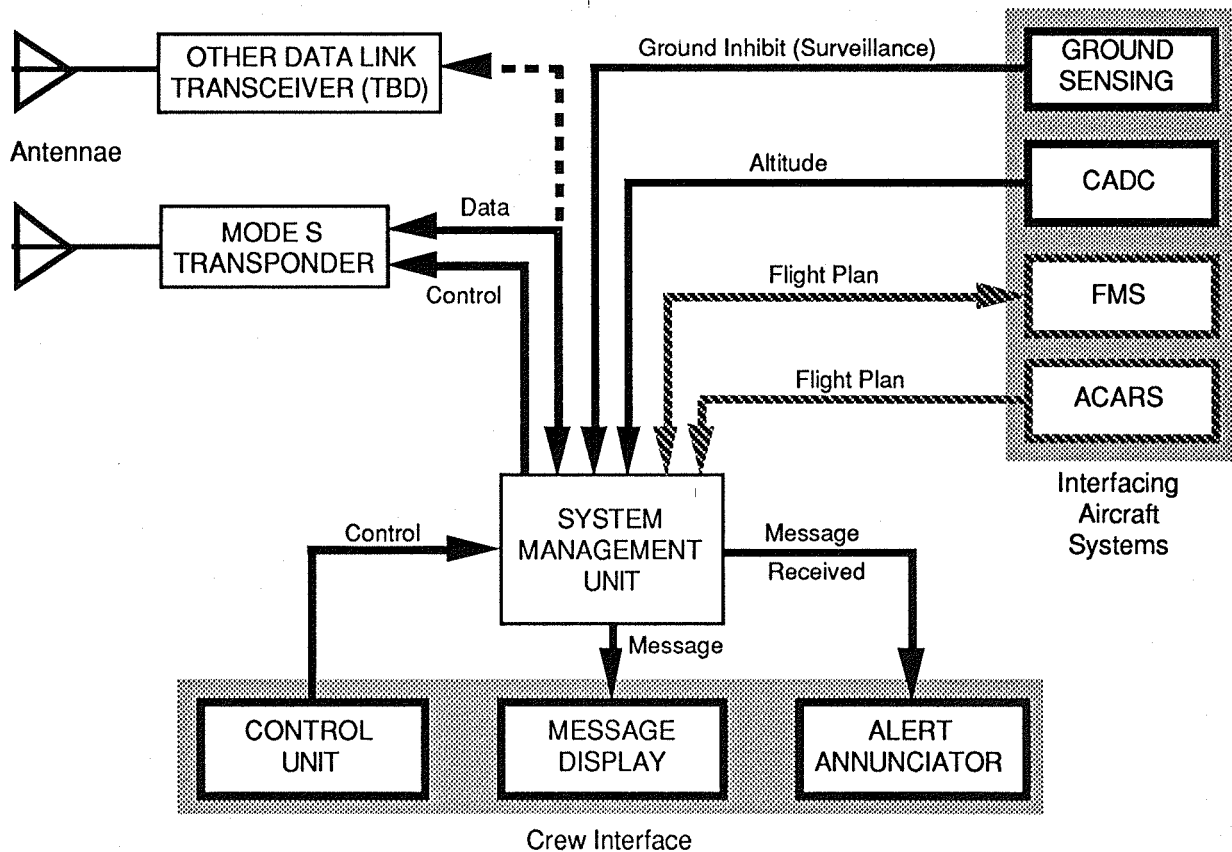 OTHER DATA LINK
TRANSCEIVER (TBD)
Ground Inhibit (Surveillance)
GROUND
SENSING
Antennae
Altitude
CADC
MODE S
TRANSPONDER
Data
Control
Flight Plan
FMS
Flight Plan
ACARS
Interfacing
Aircraft
Systems
SYSTEM
MANAGEMENT
UNIT
Control
Message
Received
Message
CONTROL
UNIT
MESSAGE
DISPLAY
ALERT
ANNUNCIATOR
Crew Interface